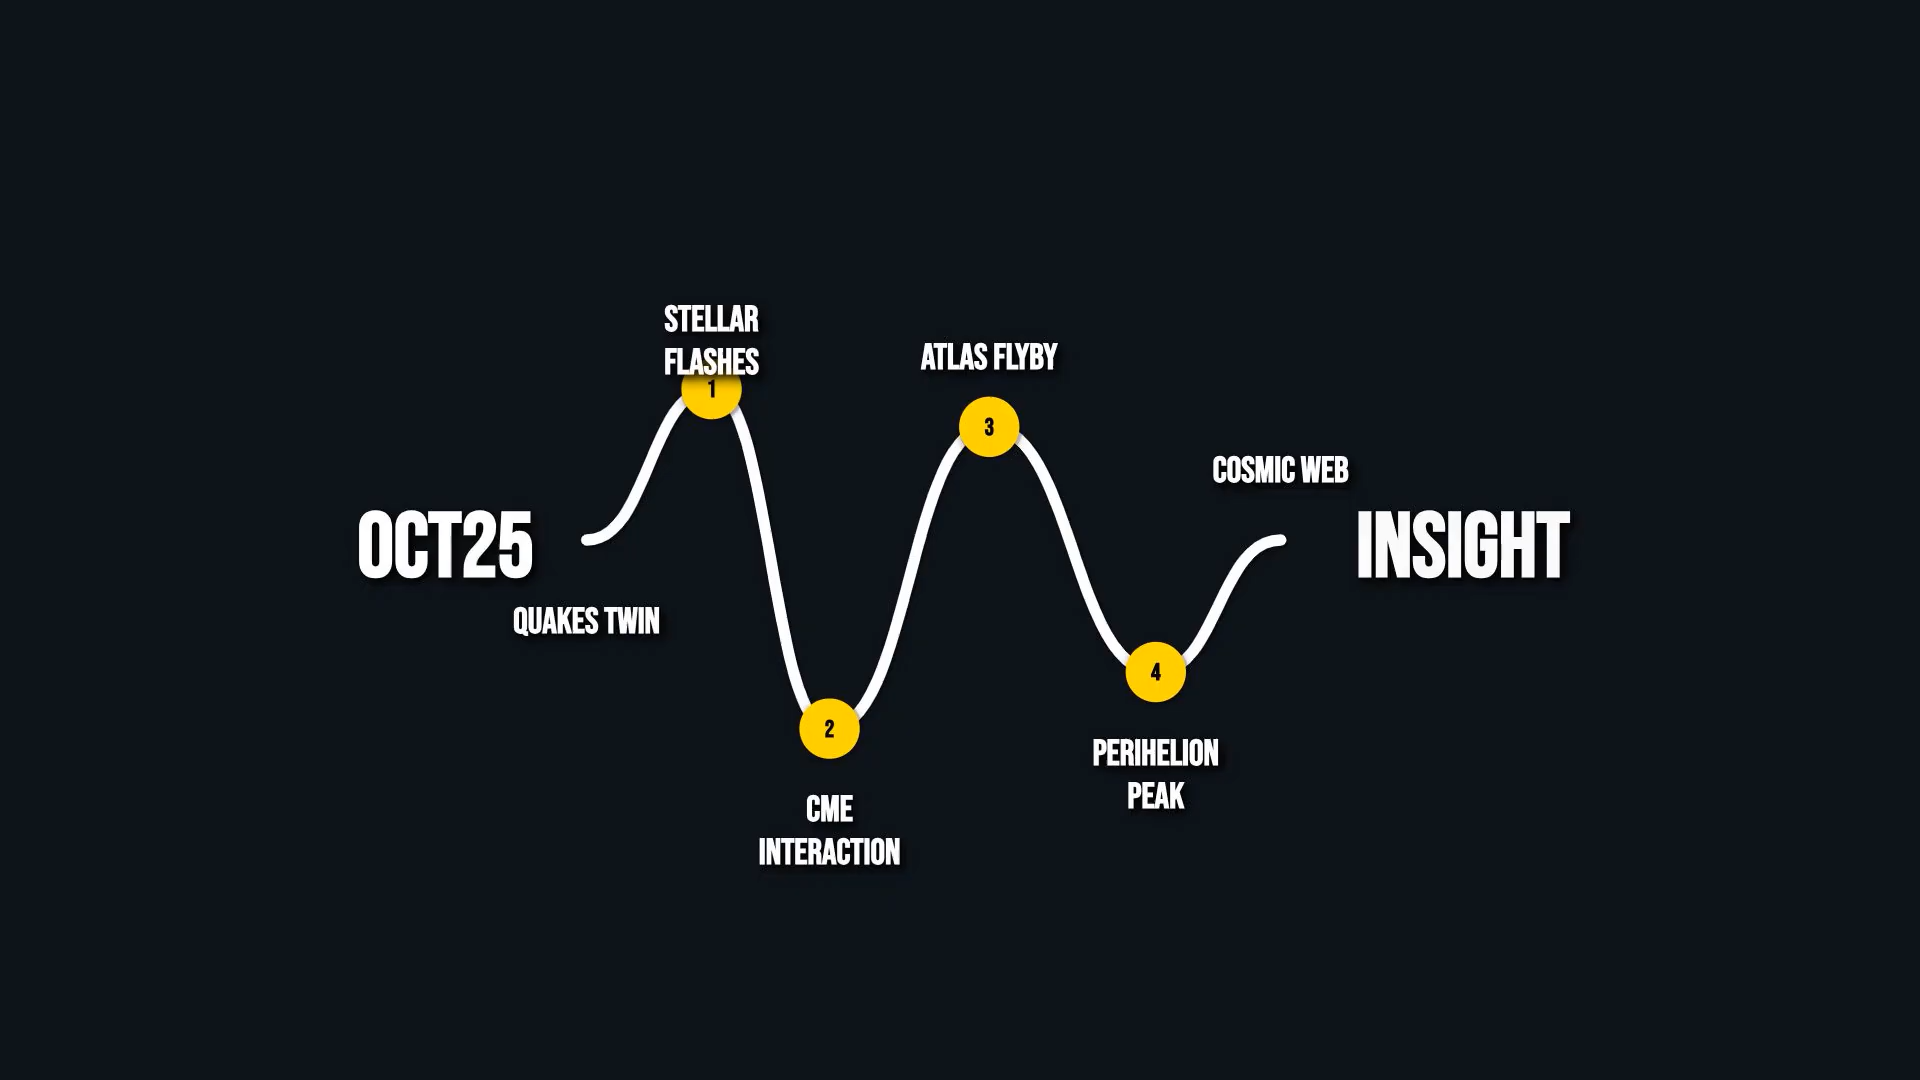 OCT25
QUAKES TWIN
STELLAR
FLASHES
1
2
CME
INTERACTION
ATLAS FLYBY
3
4
PERIHELION
PEAK
COSMIC WEB
INSIGHT